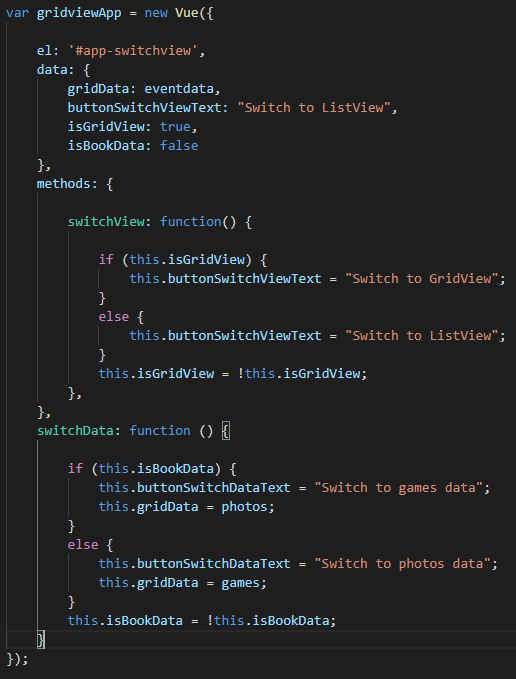 var gridviewApp = new Vue({
el: '#app-switchview',
data: {
gridData: eventdata,
buttonSwitchViewText: "Switch to ListView",
isGridView: true,
isBookData: false
},
methods: {
switchView: function() {
if (this.isGridView) {
this.buttonSwitchViewText = "Switch to GridView";
}
else {
this.buttonSwitchViewText = "Switch to ListView";
}
this.isGridView = !this.isGridView;
},
},
switchData: function () {
if (this.isBookData) {
this.buttonSwitchDataText = "Switch to games data";
this.gridData = photos;
}
else {
this.buttonSwitchDataText = "Switch to photos data";
this.gridData = games;
}
this.isBookData = !this.isBookData;
}
});